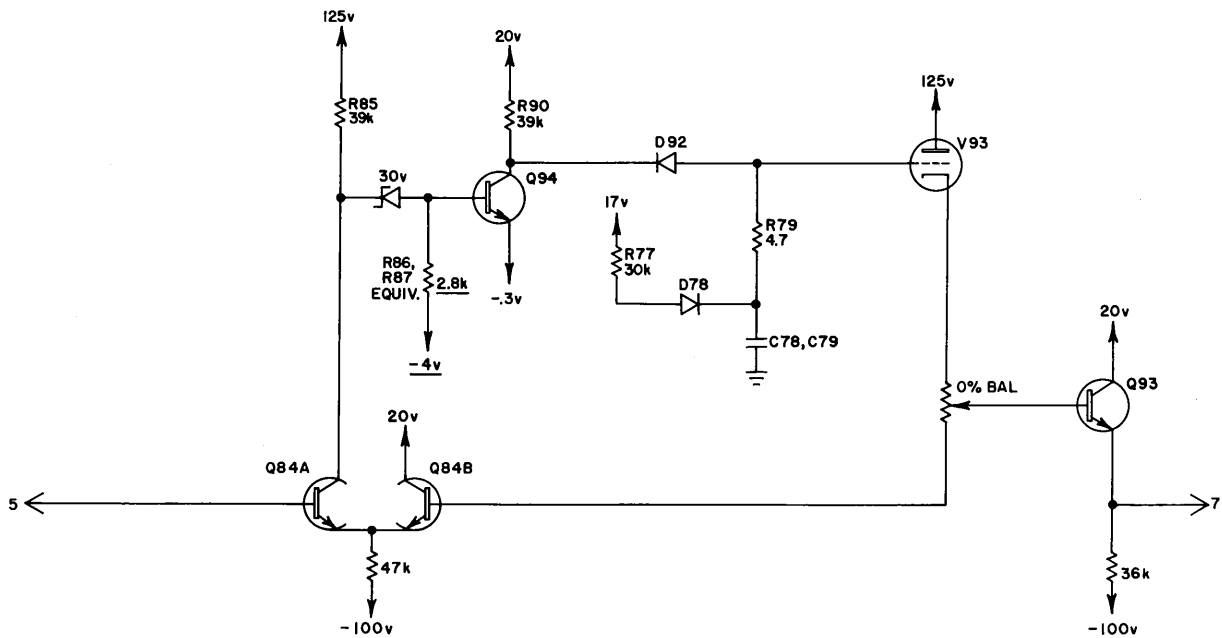 125v
20v
R85
39k
R90
39k
125v
D92
V93
30v
Q94
17v
R79
4.7
R77
30k
R86,
R87
EQUIV.
2.8k
-.3v
D78
-4v
C78,C79
20v
20v
0% BAL
Q93
Q84A
Q84B
5
7
47k
36k
-100v
-100v